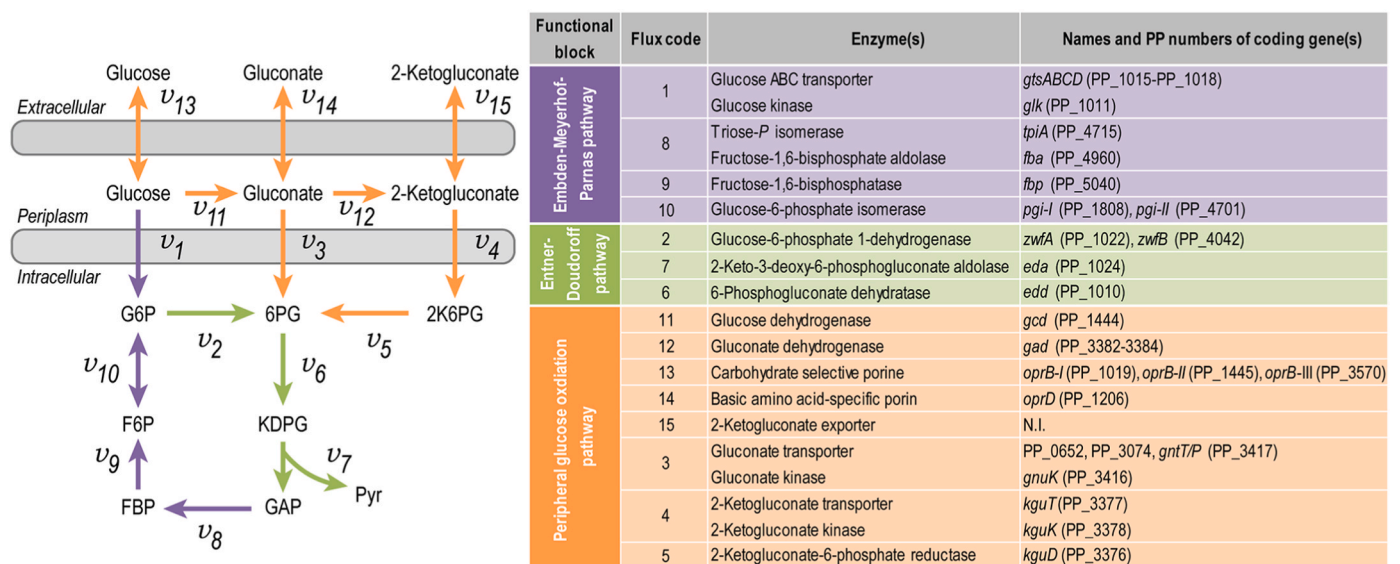 Glucose Gluconate 2-Ketogluconate
Extracellular υ13 υ14 υ15
Glucose Gluconate 2-Ketogluconate
Periplasm υ11 υ12
υ1 υ3 υ4
Intracellular
G6P 6PG 2K6PG
υ2 υ5
υ10 υ6
F6P KDPG
υ9 υ7
Pyr
FBP GAP
υ8
Functional block Flux code Enzyme(s) Names and PP numbers of coding gene(s)
Embden-Meyerhof-
Parnas pathway
1 Glucose ABC transporter gtsABCD (PP_1015-PP_1018)
Glucose kinase glk (PP_1011)
8 Triose-P isomerase tpiA (PP_4715)
Fructose-1,6-bisphosphate aldolase fba (PP_4960)
9 Fructose-1,6-bisphosphatase fbp (PP_5040)
10 Glucose-6-phosphate isomerase pgi-I (PP_1808), pgi-II (PP_4701)
Entner-
Doudoroff
pathway
2 Glucose-6-phosphate 1-dehydrogenase zwfA (PP_1022), zwfB (PP_4042)
7 2-Keto-3-deoxy-6-phosphogluconate aldolase eda (PP_1024)
6 6-Phosphogluconate dehydratase edd (PP_1010)
Peripheral glucose oxdiation
pathway
11 Glucose dehydrogenase gcd (PP_1444)
12 Gluconate dehydrogenase gad (PP_3382-3384)
13 Carbohydrate selective porine oprB-I (PP_1019), oprB-II (PP_1445), oprB-III (PP_3570)
14 Basic amino acid-specific porin oprD (PP_1206)
15 2-Ketogluconate exporter N.I.
3 Gluconate transporter PP_0652, PP_3074, gntT/P (PP_3417)
Gluconate kinase gnuK (PP_3416)
4 2-Ketogluconate transporter kguT(PP_3377)
2-Ketogluconate kinase kguK (PP_3378)
5 2-Ketogluconate-6-phosphate reductase kguD (PP_3376)